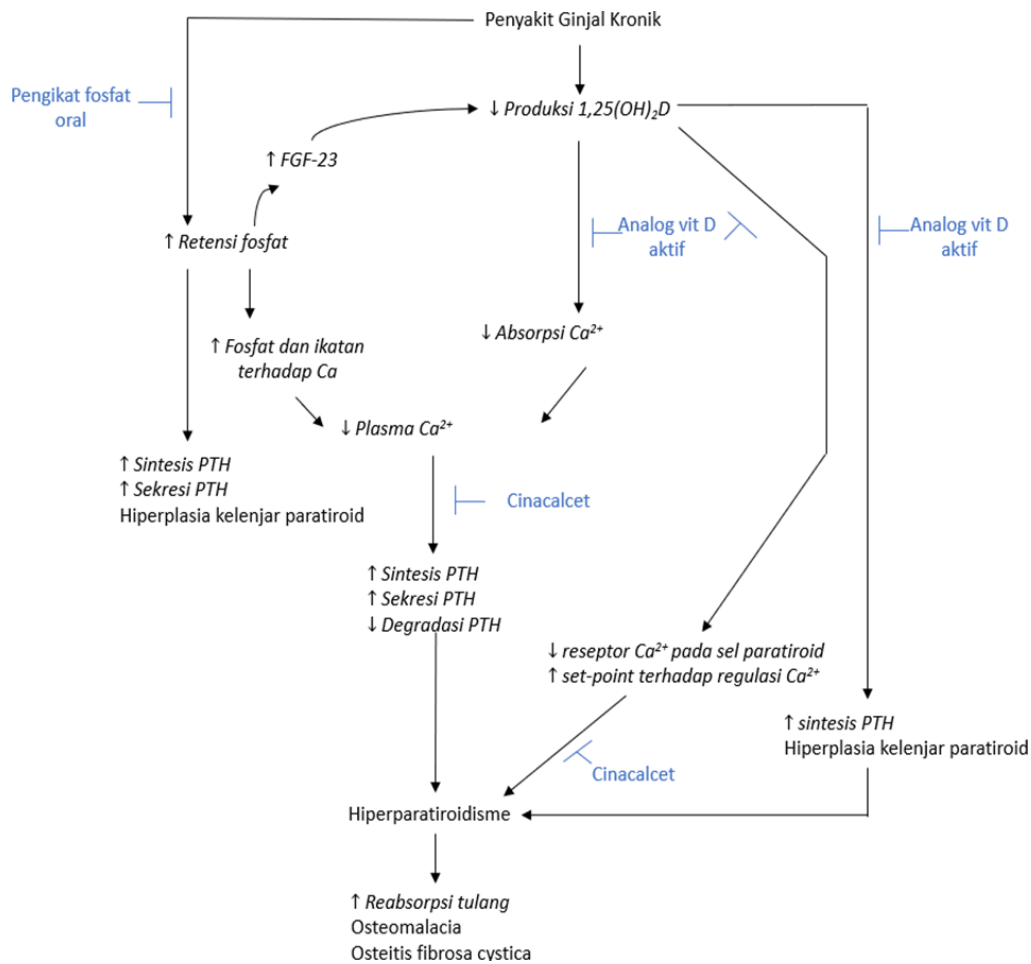 Penyakit Ginjal Kronik
Pengikat fosfat
oral
↓ Produksi 1,25(OH)₂D
↑ FGF-23
↑ Retensi fosfat
Analog vit D
aktif
Analog vit D
aktif
↓ Absorpsi Ca²⁺
↑ Fosfat dan ikatan
terhadap Ca
↓ Plasma Ca²⁺
↑ Sintesis PTH
↑ Sekresi PTH
Hiperplasia kelenjar paratiroid
Cinacalcet
↑ Sintesis PTH
↑ Sekresi PTH
↓ Degradasi PTH
↓ reseptor Ca²⁺ pada sel paratiroid
↑ set-point terhadap regulasi Ca²⁺
↑ sintesis PTH
Hiperplasia kelenjar paratiroid
Cinacalcet
Hiperparatiroidisme
↑ Reabsorpsi tulang
Osteomalacia
Osteitis fibrosa cystica